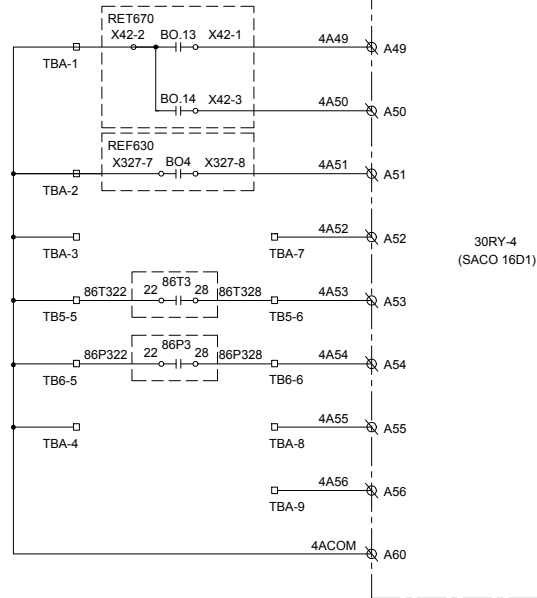 RET670
X42-2 BO.13 X42-1 4A49 A49
TBA-1
BO.14 X42-3 4A50 A50
REF630
X327-7 BO4 X327-8 4A51 A51
TBA-2
4A52 A52
TBA-3 TBA-7
30RY-4
(SACO 16D1)
86T3
86T322 22 28 86T328 4A53 A53
TB5-5 TB5-6
86P3
86P322 22 28 86P328 4A54 A54
TB6-5 TB6-6
4A55 A55
TBA-4 TBA-8
4A56 A56
TBA-9
4ACOM A60